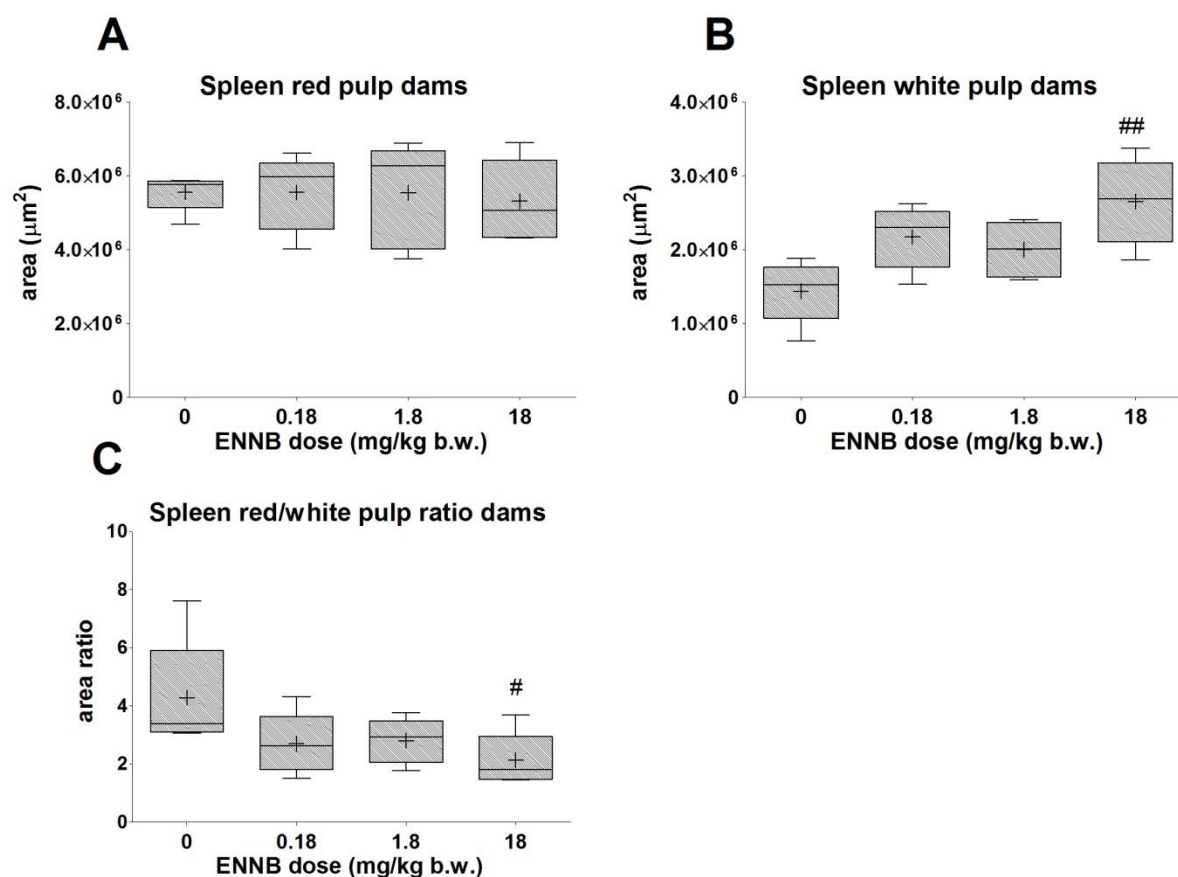 A
Spleen red pulp dams
8.0×10⁶
6.0×10⁶
4.0×10⁶
2.0×10⁶
0
area (μm²)
0 0.18 1.8 18
ENNB dose (mg/kg b.w.)
B
Spleen white pulp dams
4.0×10⁶
3.0×10⁶
2.0×10⁶
1.0×10⁶
0
area (μm²)
##
0 0.18 1.8 18
ENNB dose (mg/kg b.w.)
C
Spleen red/white pulp ratio dams
10
8
6
4
2
0
area ratio
#
0 0.18 1.8 18
ENNB dose (mg/kg b.w.)